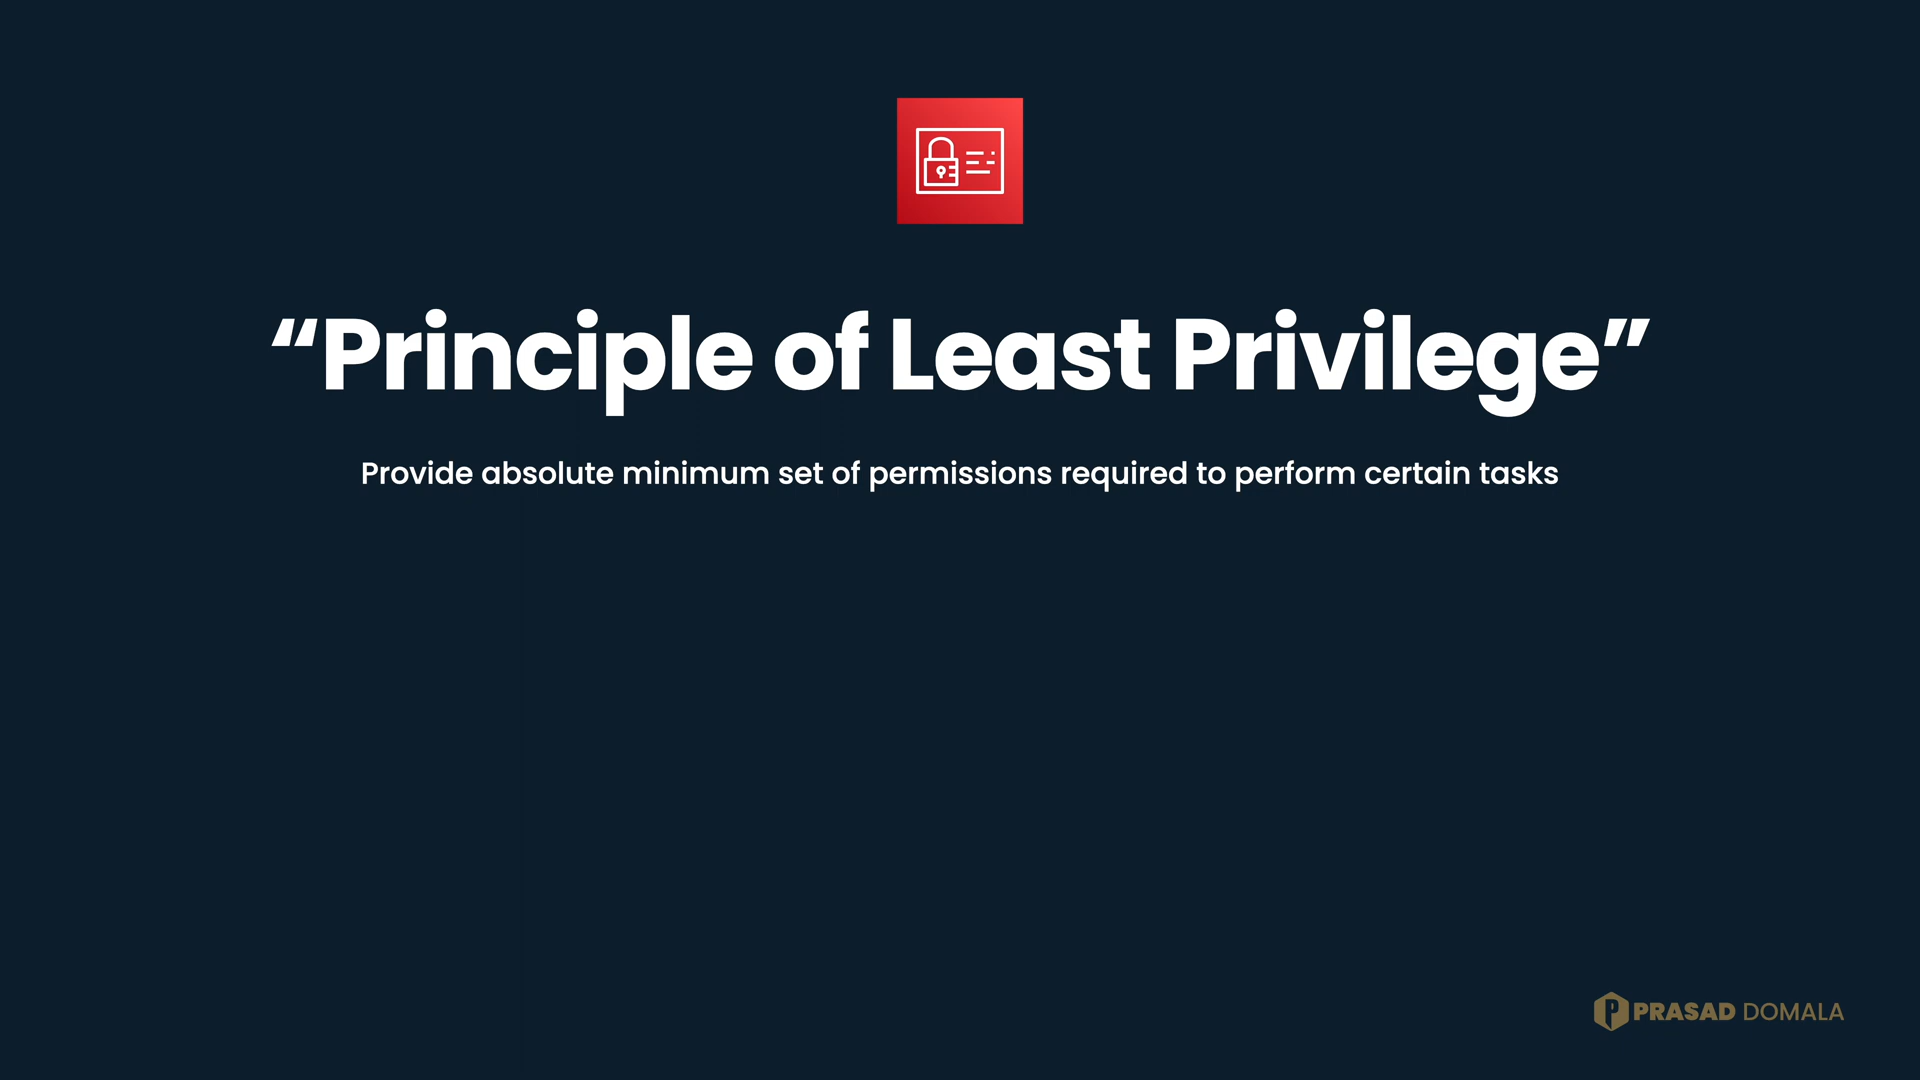 “Principle of Least Privilege”
Provide absolute minimum set of permissions required to perform certain tasks
PRASAD DOMALA